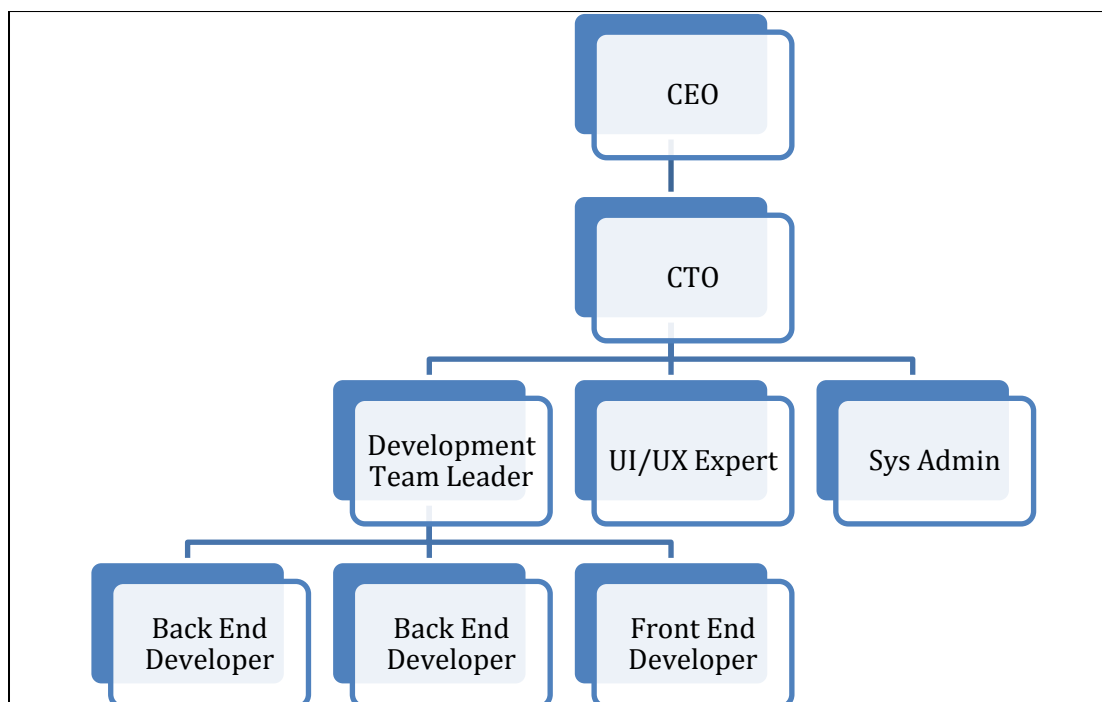 CEO
CTO
Development
Team Leader
UI/UX Expert
Sys Admin
Back End
Developer
Back End
Developer
Front End
Developer